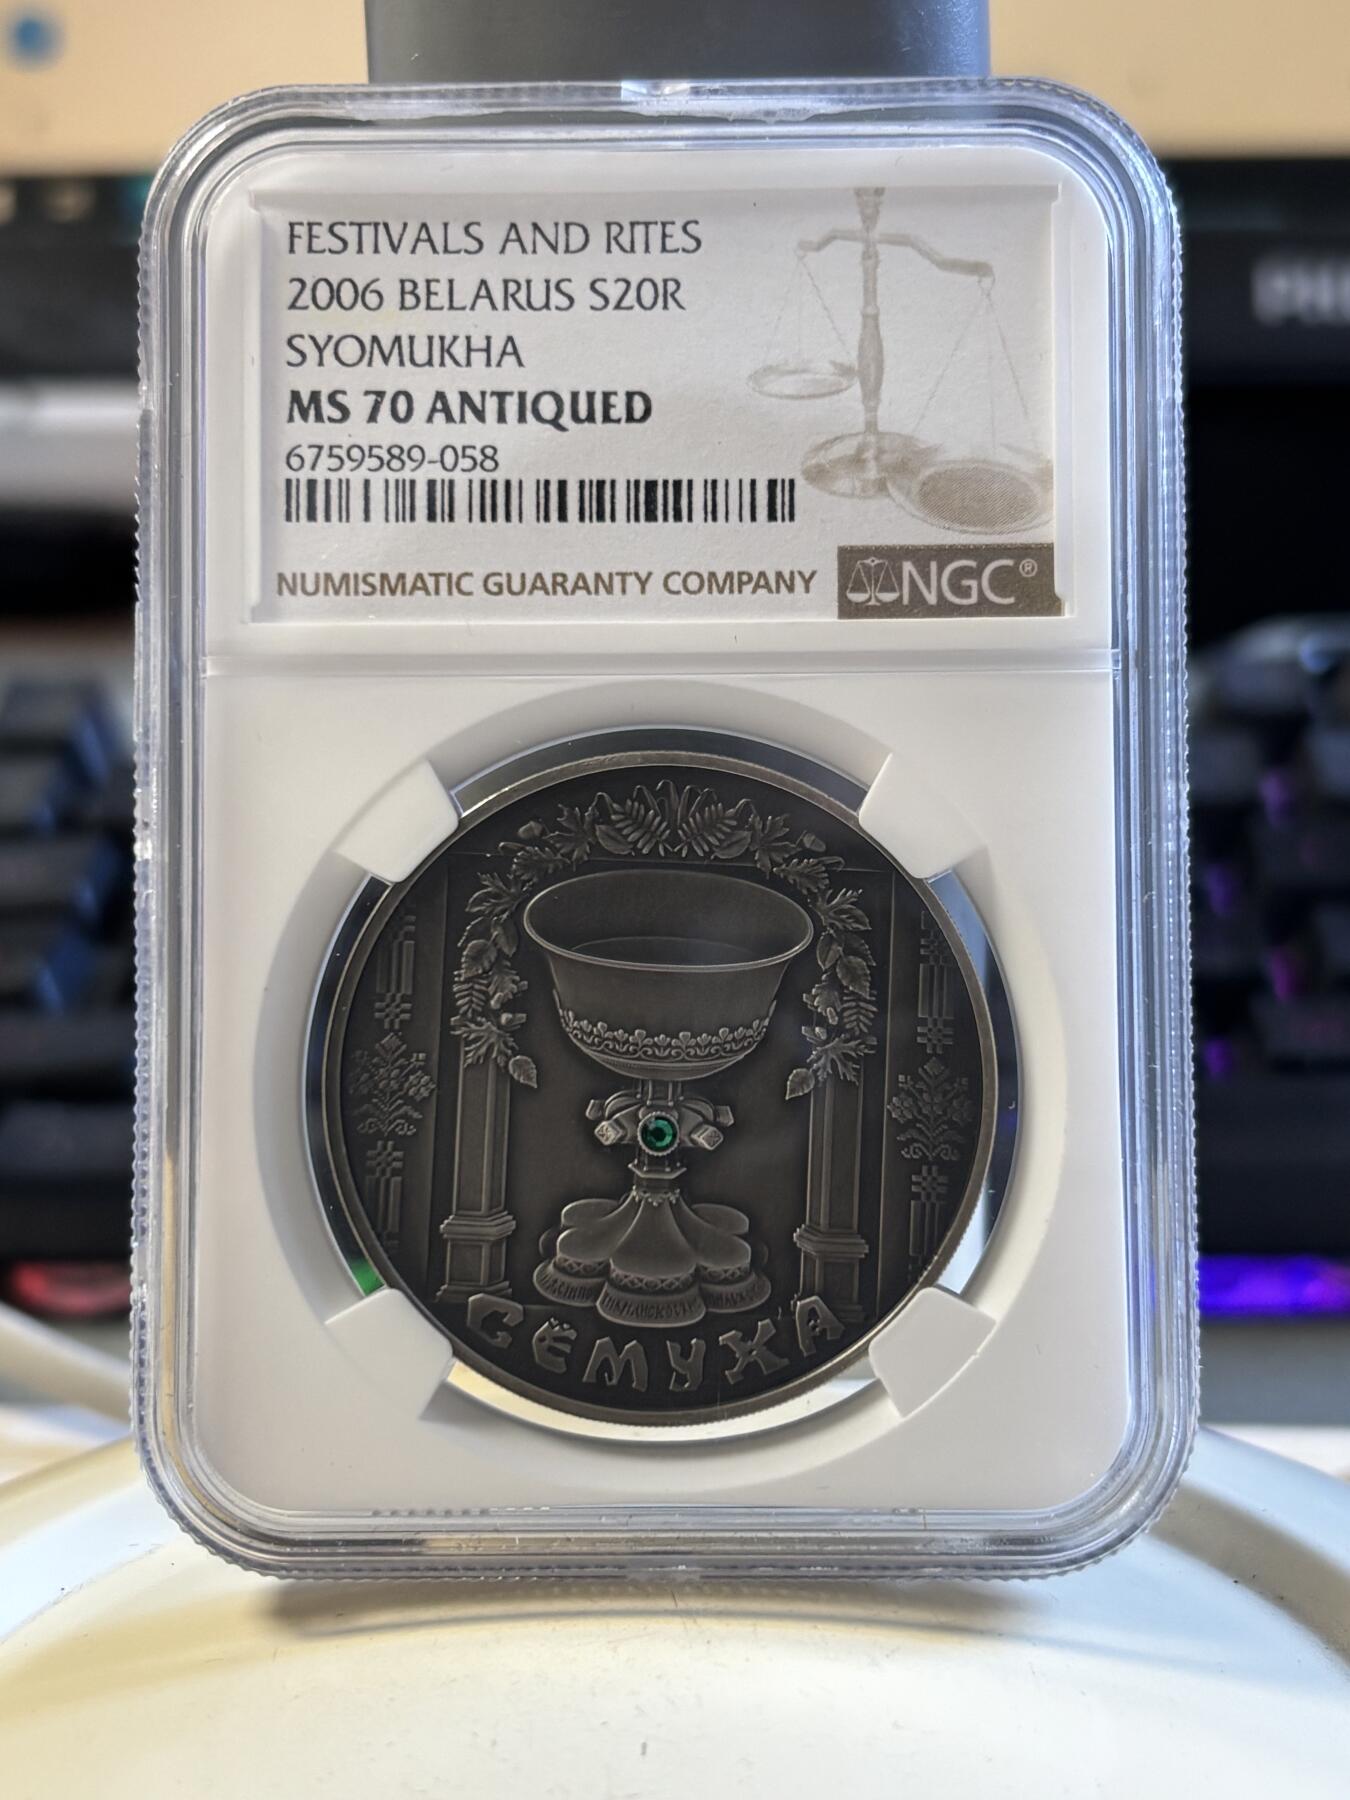 FESTIVALS AND RITES
2006 BELARUS S20R
SYOMUKHA
MS 70 ANTIQUED
6759589-058
NUMISMATIC GUARANTY COMPANY
NGC®
СЁМУХА